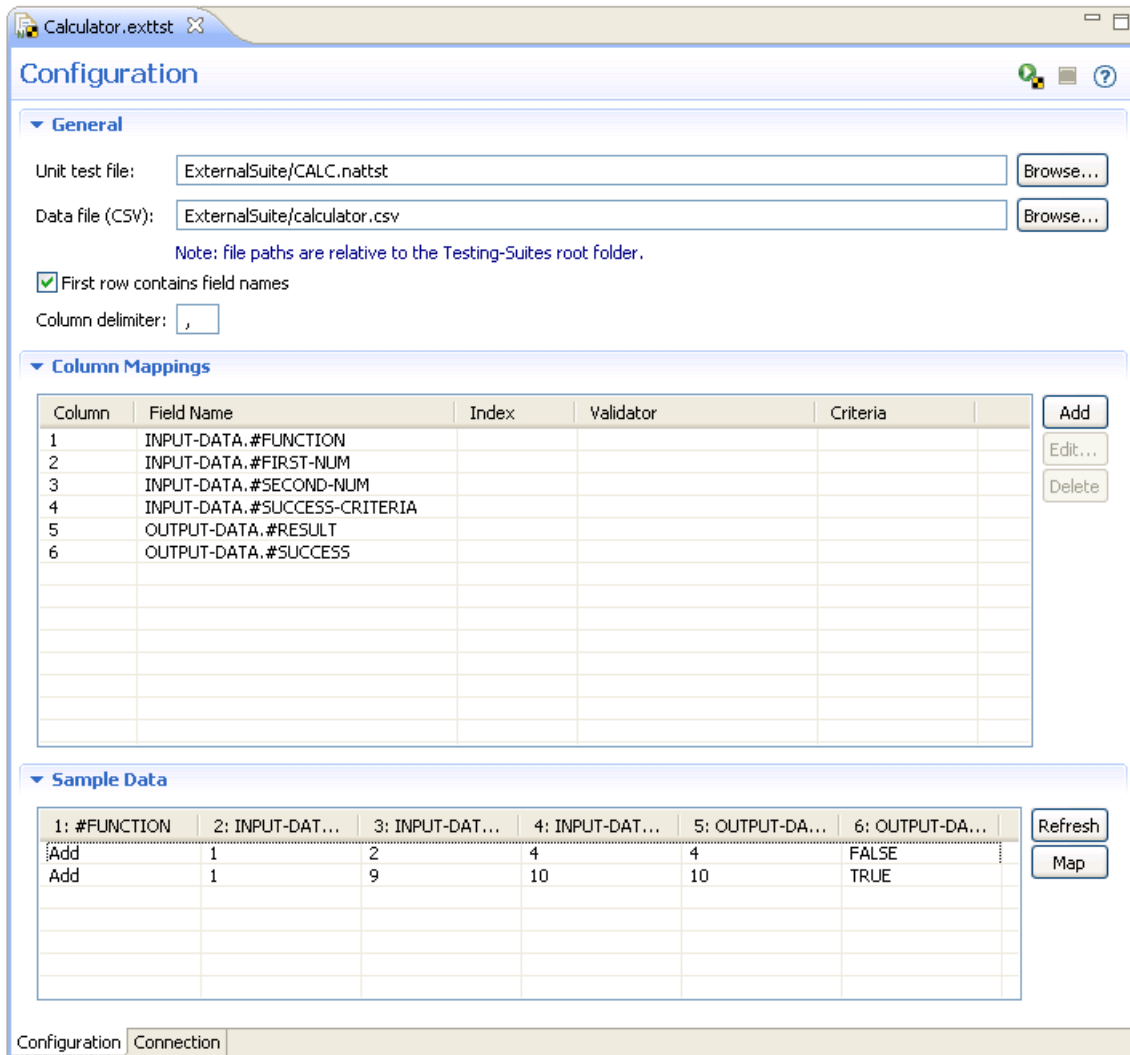 Calculator.exttst
Configuration
General
Unit test file: ExternalSuite/CALC.nattst Browse...
Data file (CSV): ExternalSuite/calculator.csv Browse...
Note: file paths are relative to the Testing-Suites root folder.
First row contains field names
Column delimiter: ,
Column Mappings
Column Field Name Index Validator Criteria Add
1 INPUT-DATA.#FUNCTION
Edit...
2 INPUT-DATA.#FIRST-NUM
3 INPUT-DATA.#SECOND-NUM Delete
4 INPUT-DATA.#SUCCESS-CRITERIA
5 OUTPUT-DATA.#RESULT
6 OUTPUT-DATA.#SUCCESS
Sample Data
1: #FUNCTION 2: INPUT-DAT... 3: INPUT-DAT... 4: INPUT-DAT... 5: OUTPUT-DA... 6: OUTPUT-DA... Refresh
Add 1 2 4 4 FALSE Map
Add 1 9 10 10 TRUE
Configuration Connection